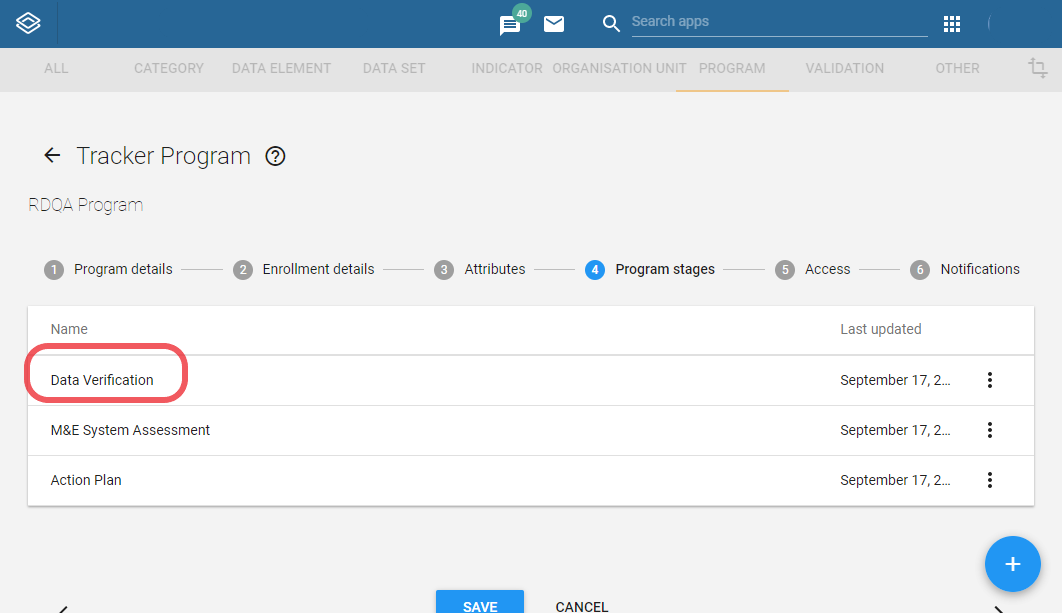 40
Search apps
ALL CATEGORY DATA ELEMENT DATA SET INDICATOR ORGANISATION UNIT PROGRAM VALIDATION OTHER
Tracker Program
RDQA Program
1 Program details 2 Enrollment details 3 Attributes 4 Program stages 5 Access 6 Notifications
Name Last updated
Data Verification September 17, 2...
M&E System Assessment September 17, 2...
Action Plan September 17, 2...
SAVE CANCEL